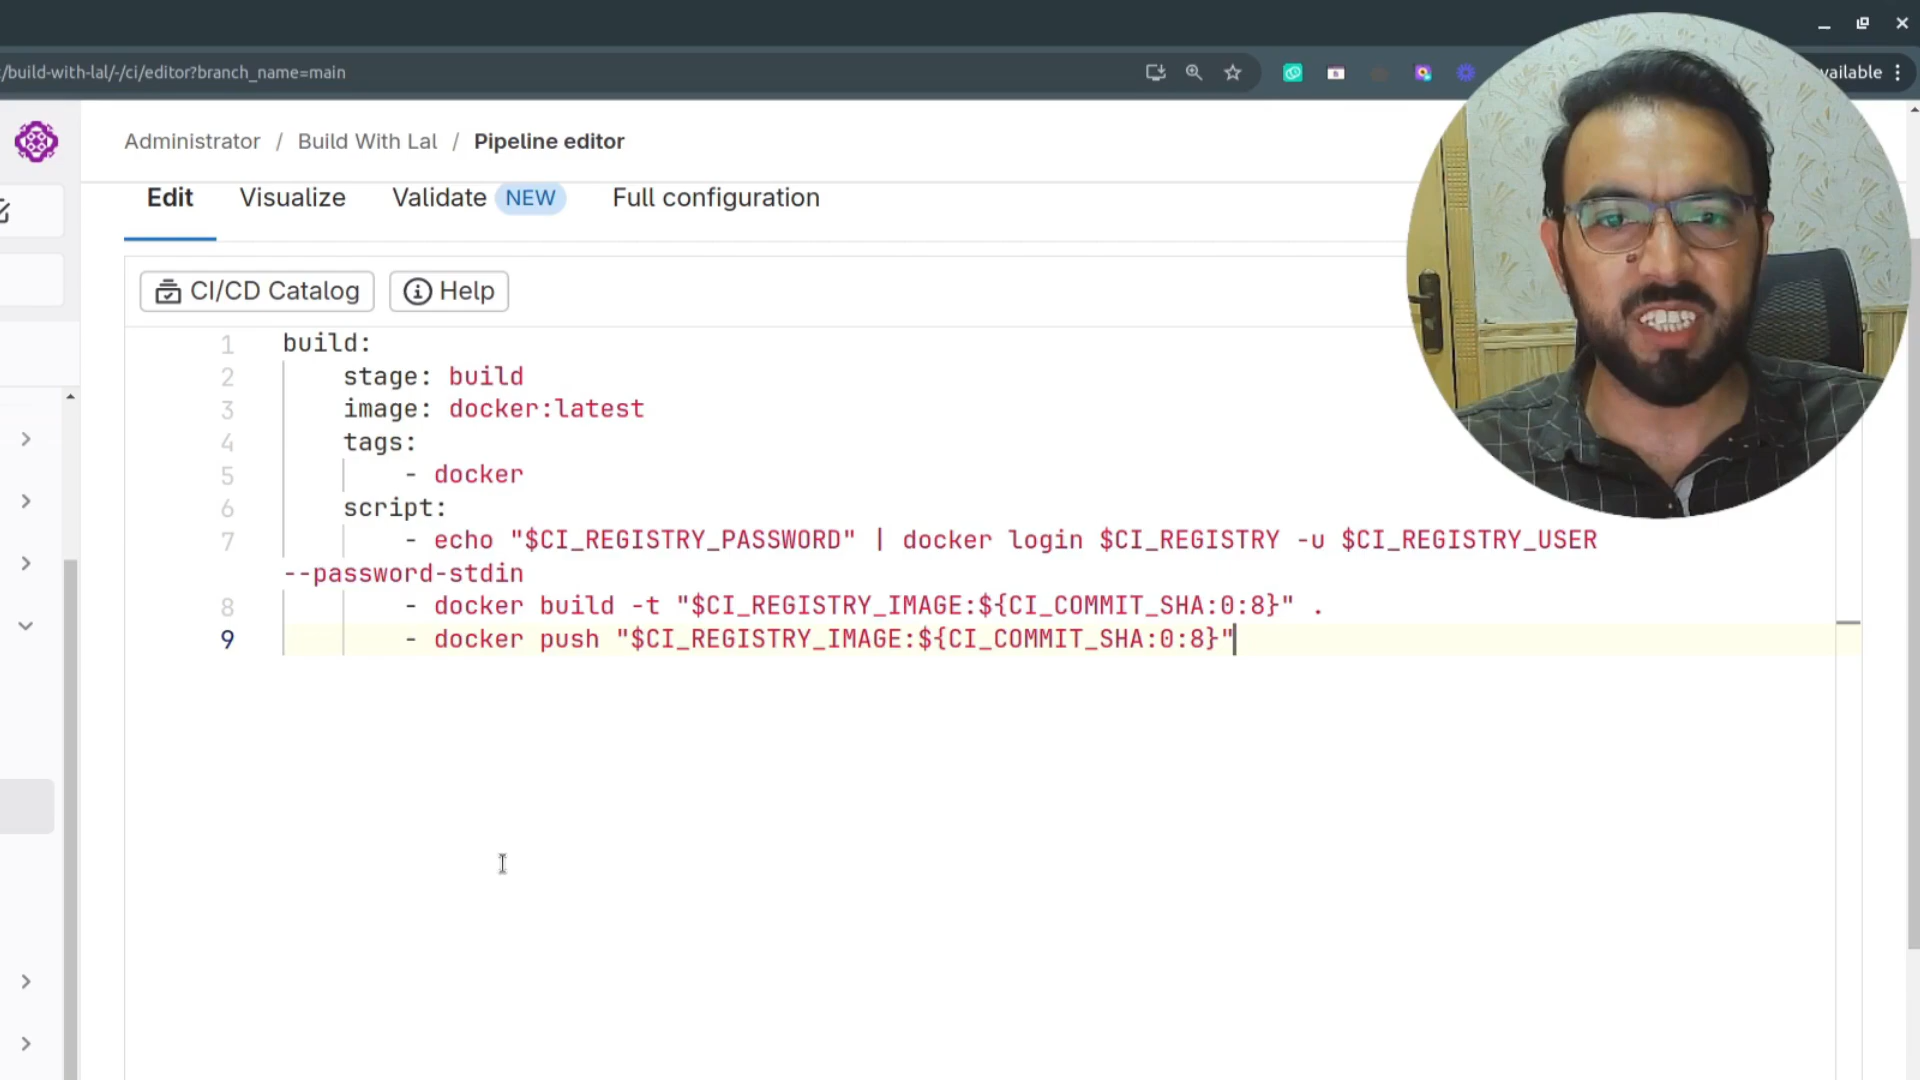 /build-with-lal/-/ci/editor?branch_name=main
vailable
Administrator / Build With Lal / Pipeline editor
Edit Visualize Validate NEW Full configuration
CI/CD Catalog Help
1 build:
2 stage: build
3 image: docker:latest
4 tags:
5 - docker
6 script:
7 - echo "$CI_REGISTRY_PASSWORD" | docker login $CI_REGISTRY -u $CI_REGISTRY_USER
--password-stdin
8 - docker build -t "$CI_REGISTRY_IMAGE:${CI_COMMIT_SHA:0:8}" .
9 - docker push "$CI_REGISTRY_IMAGE:${CI_COMMIT_SHA:0:8}"